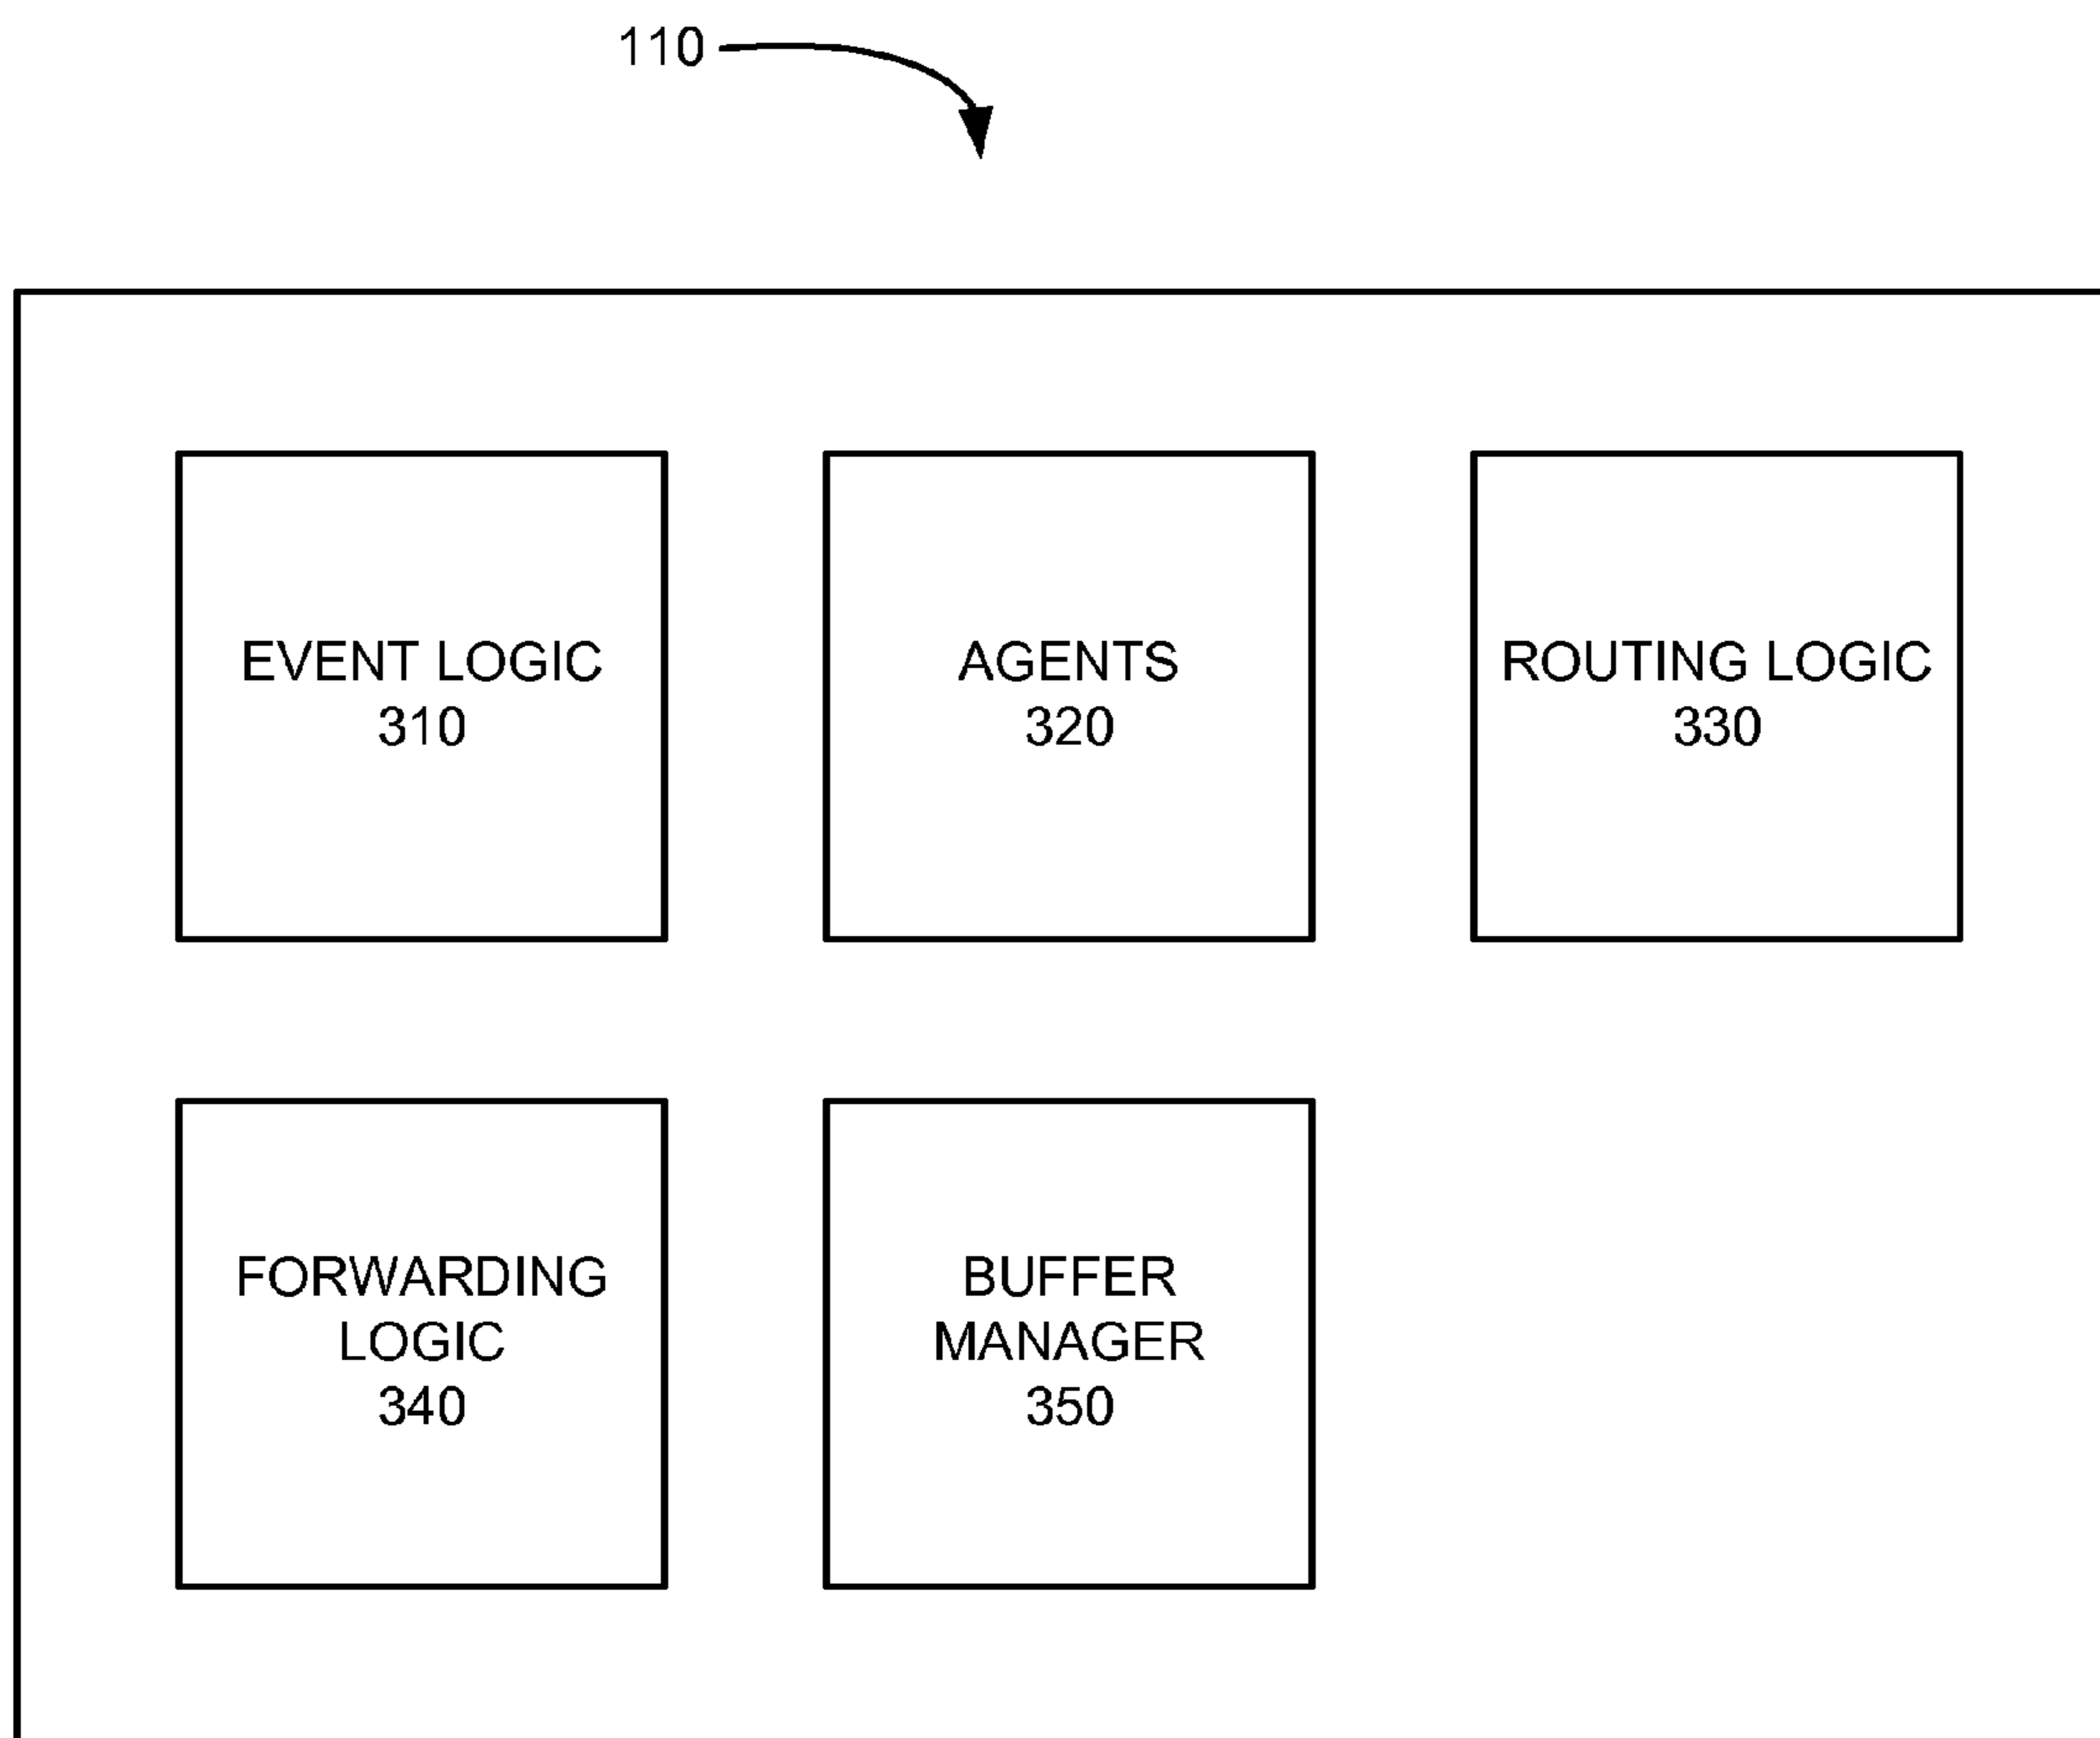 110
EVENT LOGIC
310
AGENTS
320
ROUTING LOGIC
330
FORWARDING
LOGIC
340
BUFFER
MANAGER
350